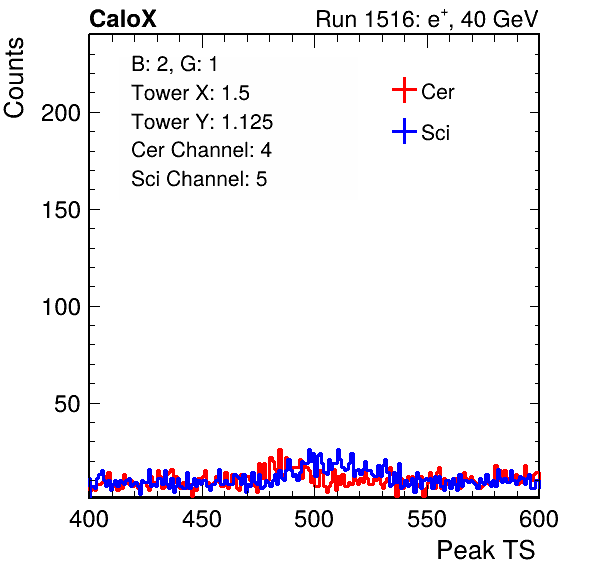 CaloX Run 1516: e+, 40 GeV
Counts
B: 2, G: 1
Tower X: 1.5
Tower Y: 1.125
Cer Channel: 4
Sci Channel: 5
Cer
Sci
200
150
100
50
400 450 500 550 600
Peak TS